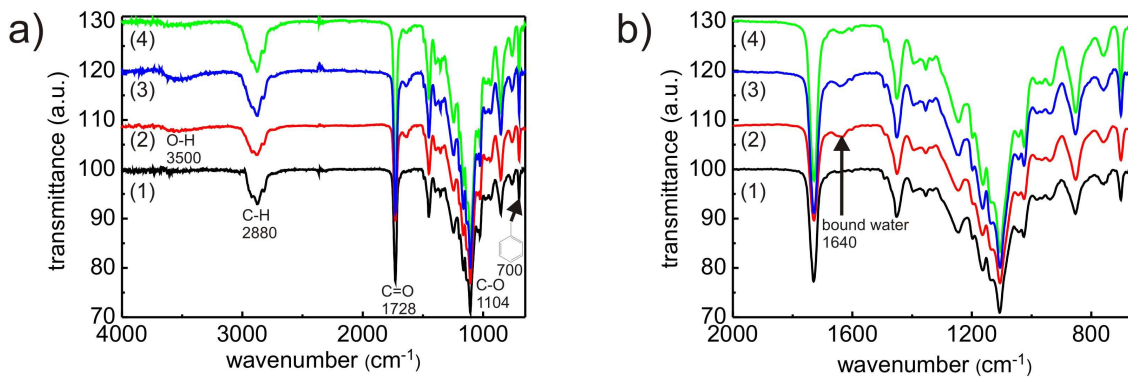 a)
130
120
110
100
90
80
70
transmittance (a.u.)
(4)
(3)
(2)
(1)
O-H
3500
C-H
2880
C=O
1728
C-O
1104
700
4000 3000 2000 1000
wavenumber (cm⁻¹)
b)
130
120
110
100
90
80
70
transmittance (a.u.)
(4)
(3)
(2)
(1)
bound water
1640
2000 1600 1200 800
wavenumber (cm⁻¹)